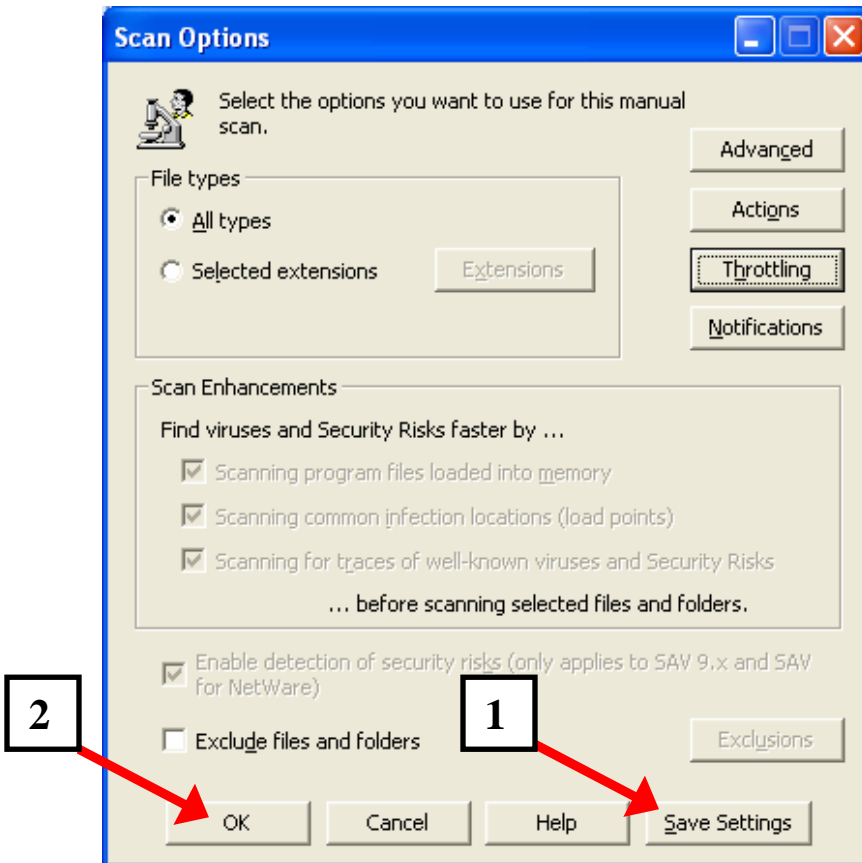 Scan Options
Select the options you want to use for this manual
scan.
Advanced
File types
All types
Actions
Selected extensions
Extensions
Throttling
Notifications
Scan Enhancements
Find viruses and Security Risks faster by ...
Scanning program files loaded into memory
Scanning common infection locations (load points)
Scanning for traces of well-known viruses and Security Risks
... before scanning selected files and folders.
Enable detection of security risks (only applies to SAV 9.x and SAV
for NetWare)
2
1
Exclude files and folders
Exclusions
OK
Cancel
Help
Save Settings